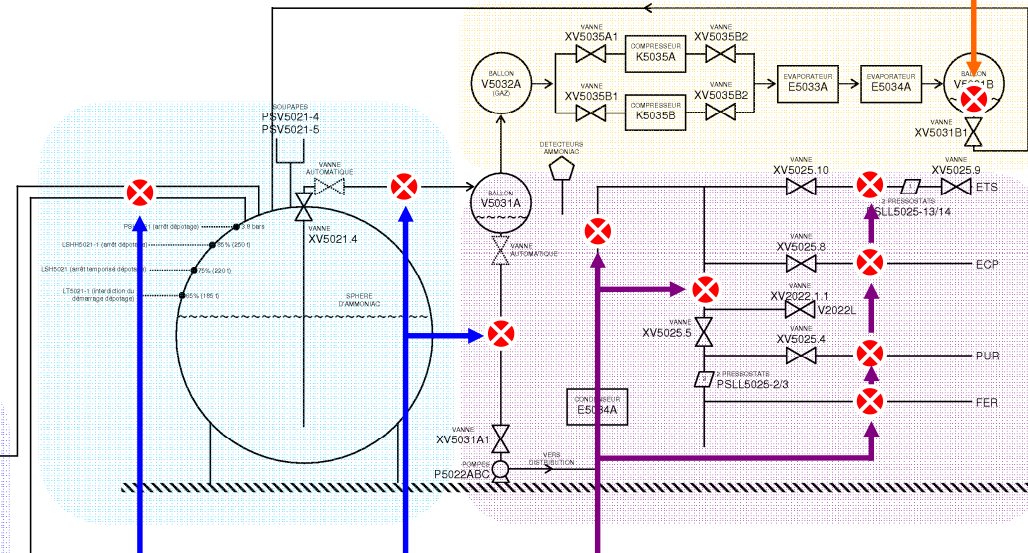 VANNE
XV5035A1
COMPRESSEUR
K5035A
VANNE
XV5035B2
BALLON
V5032A
(GAZ)
VANNE
XV5035B1
COMPRESSEUR
K5035B
VANNE
XV5035B2
EVAPORATEUR
E5033A
EVAPORATEUR
E5034A
BALLON
VANNE
XV5031B1
SOUPAPES
PSV5021-4
PSV5021-5
VANNE
AUTOMATIQUE
DETECTEURS
AMMONIAC
BALLON
V5031A
VANNE
XV5021.4
VANNE
AUTOMATIQUE
(arrêt dépotage)
3.8 bars
LSHH5021-1 (arrêt dépotage)
85% (250 t)
LSH5021 (arrêt temporisé dépotage)
75% (220 t)
LT5021-1 (interdiction du
démarrage dépotage)
65% (185 t)
SPHERE
D'AMMONIAC
VANNE
XV5025.10
VANNE
XV5025.9
ETS
2 PRESSOSTATS
PSLL5025-13/14
VANNE
XV5025.8
ECP
VANNE
XV2022.1.1
V2022L
VANNE
XV5025.5
VANNE
XV5025.4
PUR
2 PRESSOSTATS
PSLL5025-2/3
FER
CONDENSEUR
E5034A
VANNE
XV5031A1
POMPES
P5022ABC
VERS
DISTRIBUTION